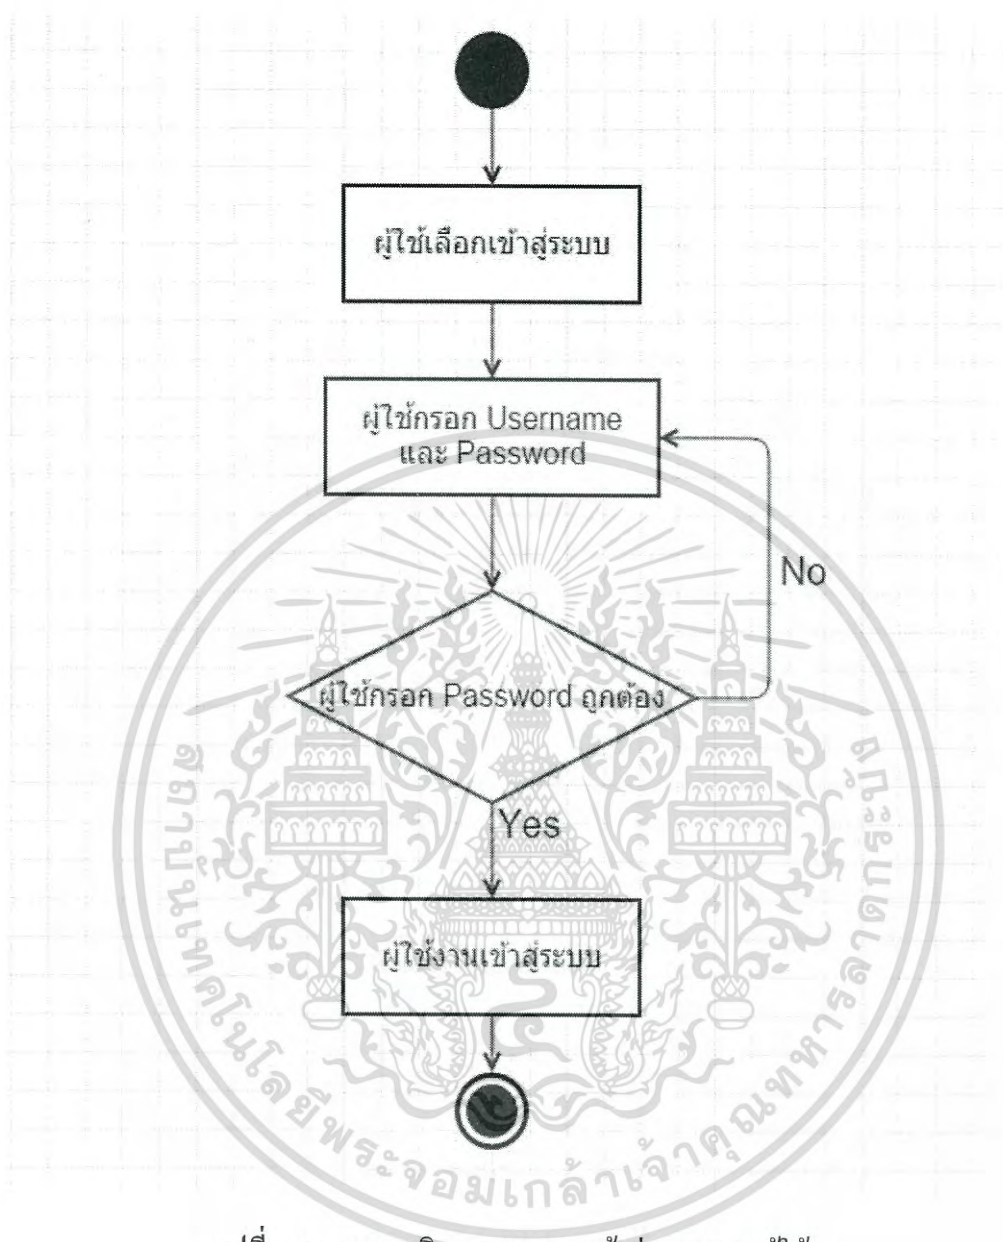 ผู้ใช้เลือกเข้าสู่ระบบ
ผู้ใช้กรอก Username
และ Password
No
ผู้ใช้กรอก Password ถูกต้อง
Yes
ผู้ใช้งานเข้าสู่ระบบ
สถาบันเทคโนโลยีพระจอมเกล้าเจ้าคุณทหารลาดกระบัง